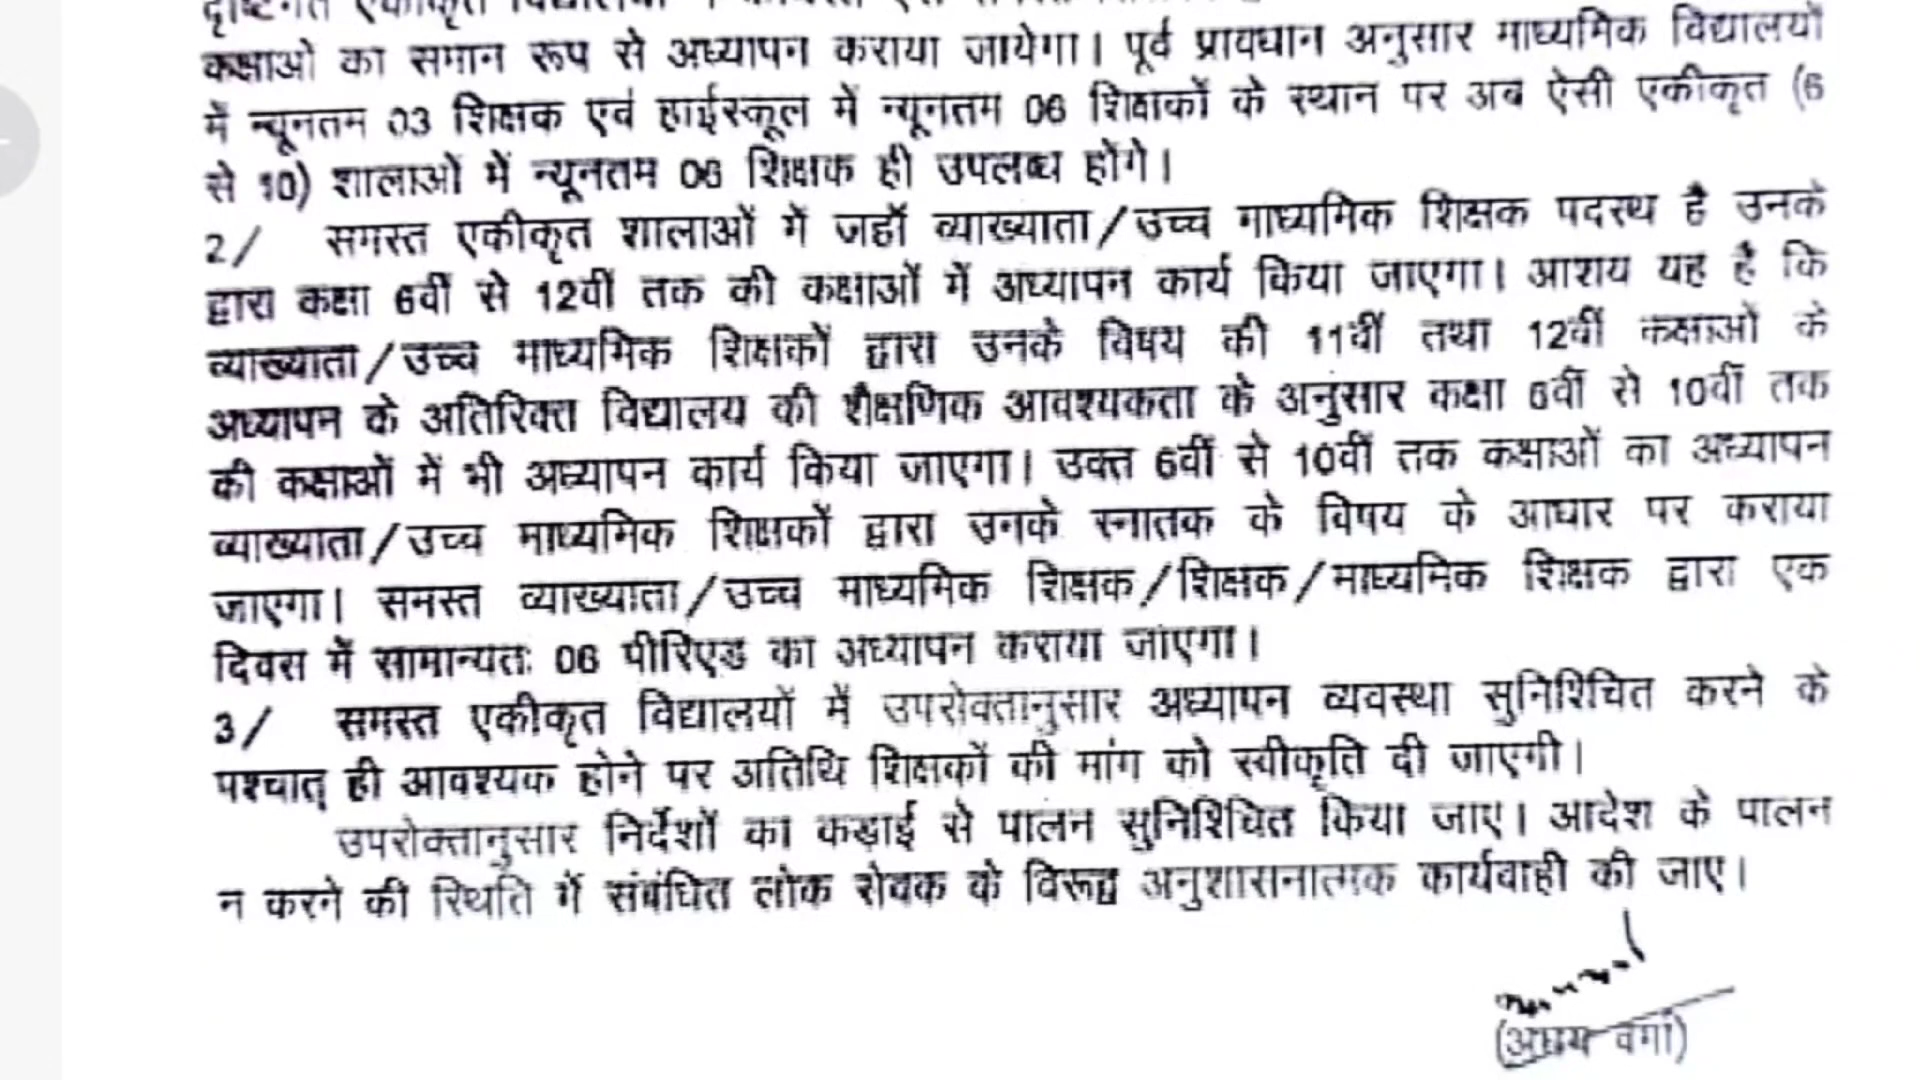 कक्षाओं का समान रूप से अध्यापन कराया जायेगा। पूर्व प्रावधान अनुसार माध्यमिक विद्यालयों
में न्यूनतम 03 शिक्षक एवं हाईस्कूल में न्यूनतम 06 शिक्षकों के स्थान पर अब ऐसी एकीकृत (6
से 10) शालाओं में न्यूनतम 06 शिक्षक ही उपलब्ध होंगे।
2/ समस्त एकीकृत शालाओं में जहाँ व्याख्याता/उच्च माध्यमिक शिक्षक पदस्थ है उनके
द्वारा कक्षा 6वीं से 12वीं तक की कक्षाओं में अध्यापन कार्य किया जाएगा। आशय यह है कि
व्याख्याता/उच्च माध्यमिक शिक्षकों द्वारा उनके विषय की 11वीं तथा 12वीं कक्षाओं के
अध्यापन के अतिरिक्त विद्यालय की शैक्षणिक आवश्यकता के अनुसार कक्षा 6वीं से 10वीं तक
की कक्षाओं में भी अध्यापन कार्य किया जाएगा। उक्त 6वीं से 10वीं तक कक्षाओं का अध्यापन
व्याख्याता/उच्च माध्यमिक शिक्षकों द्वारा उनके स्नातक के विषय के आधार पर कराया
जाएगा। समस्त व्याख्याता/उच्च माध्यमिक शिक्षक/शिक्षक/माध्यमिक शिक्षक द्वारा एक
दिवस में सामान्यतः 06 पीरिएड का अध्यापन कराया जाएगा।
3/ समस्त एकीकृत विद्यालयों में उपरोक्तानुसार अध्यापन व्यवस्था सुनिश्चित करने के
पश्चात् ही आवश्यक होने पर अतिथि शिक्षकों की मांग को स्वीकृति दी जाएगी।
उपरोक्तानुसार निर्देशों का कड़ाई से पालन सुनिश्चित किया जाए। आदेश के पालन
न करने की स्थिति में संबंधित लोक सेवक के विरूद्ध अनुशासनात्मक कार्यवाही की जाए।
(अभय वर्मा)